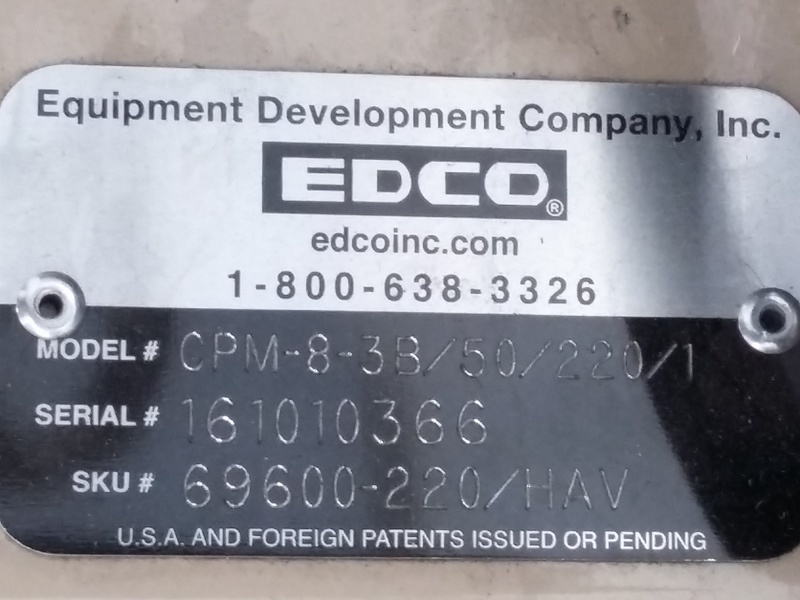 Equipment Development Company, Inc.
EDCO®
edcoinc.com
1-800-638-3326
MODEL # CPM-8-3B/50/220/1
SERIAL # 161010366
SKU # 69600-220/HAV
U.S.A. AND FOREIGN PATENTS ISSUED OR PENDING